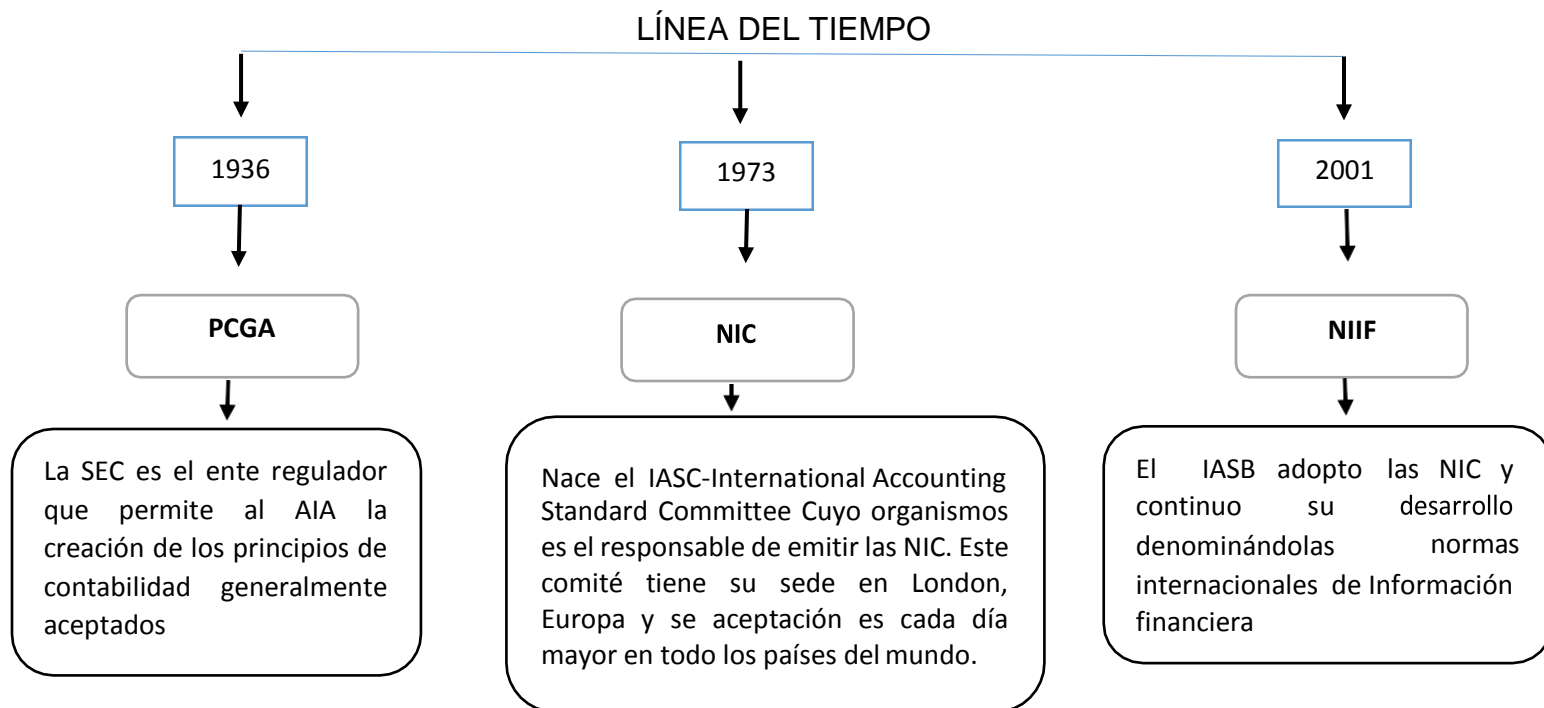 LÍNEA DEL TIEMPO
1936
PCGA
La SEC es el ente regulador
que permite al AIA la
creación de los principios de
contabilidad generalmente
aceptados
1973
NIC
Nace el IASC-International Accounting
Standard Committee Cuyo organismos
es el responsable de emitir las NIC. Este
comité tiene su sede en London,
Europa y se aceptación es cada día
mayor en todo los países del mundo.
2001
NIIF
El IASB adopto las NIC y
continuo su desarrollo
denominándolas normas
internacionales de Información
financiera